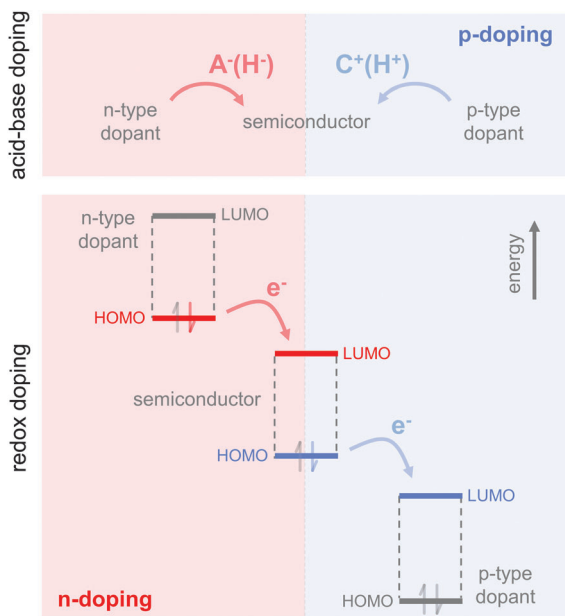 acid-base doping
p-doping
A⁻(H⁻)
C⁺(H⁺)
n-type
dopant
semiconductor
p-type
dopant
redox doping
n-type
dopant
LUMO
energy
HOMO
e⁻
LUMO
semiconductor
HOMO
e⁻
LUMO
p-type
dopant
HOMO
n-doping